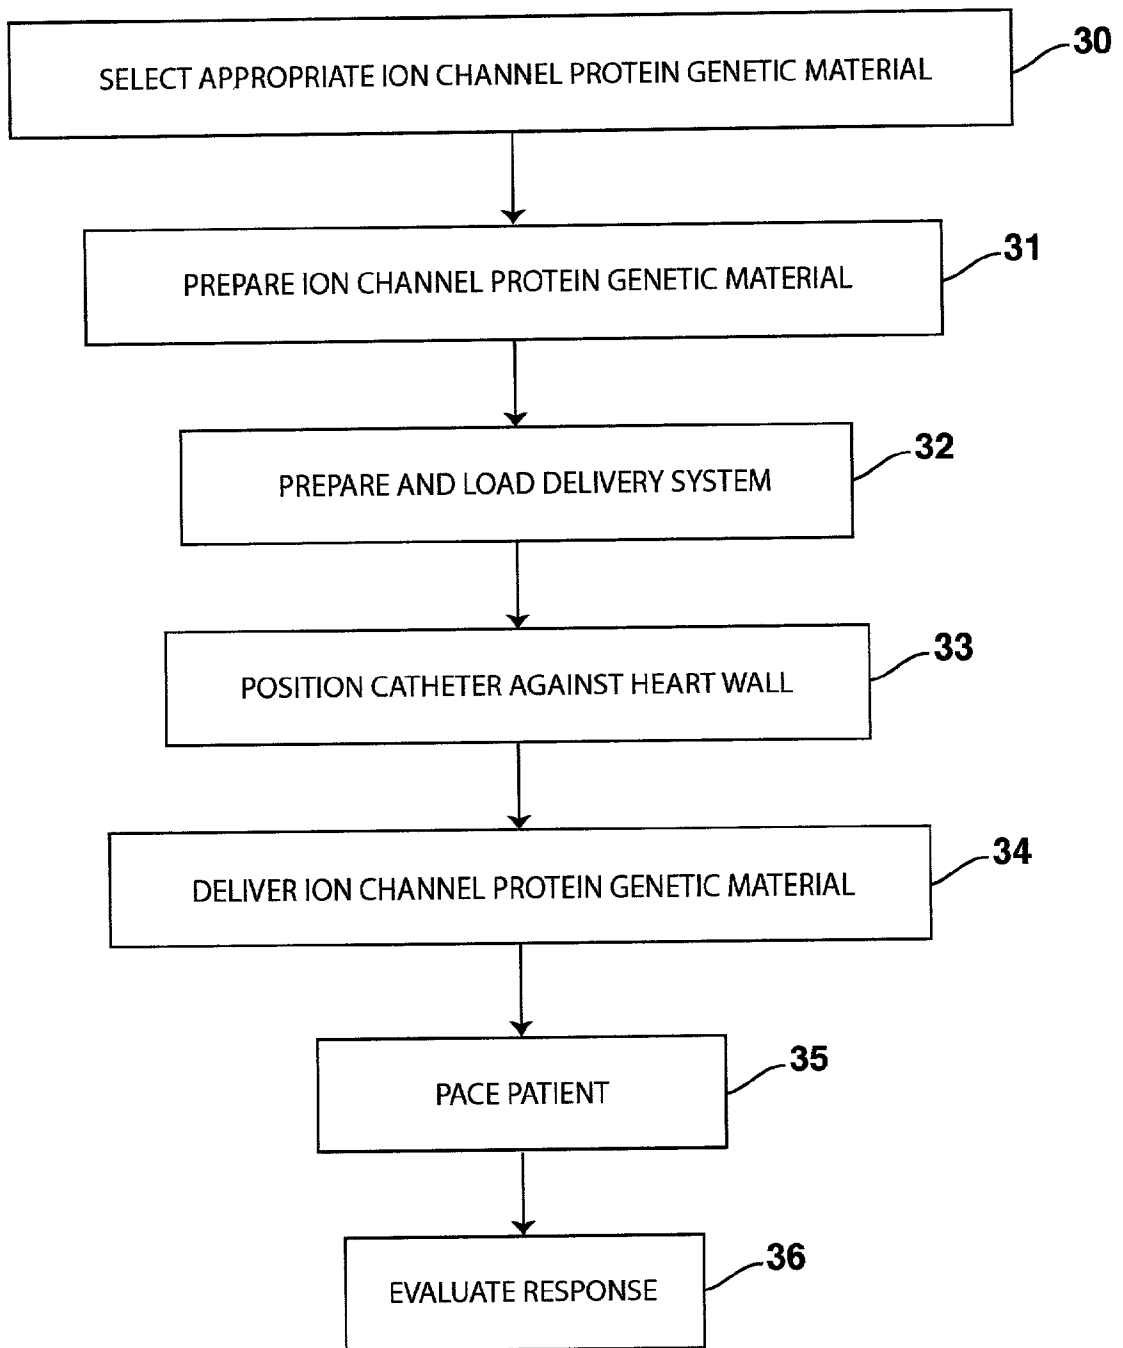 30
SELECT APPROPRIATE ION CHANNEL PROTEIN GENETIC MATERIAL
31
PREPARE ION CHANNEL PROTEIN GENETIC MATERIAL
32
PREPARE AND LOAD DELIVERY SYSTEM
33
POSITION CATHETER AGAINST HEART WALL
34
DELIVER ION CHANNEL PROTEIN GENETIC MATERIAL
35
PACE PATIENT
36
EVALUATE RESPONSE